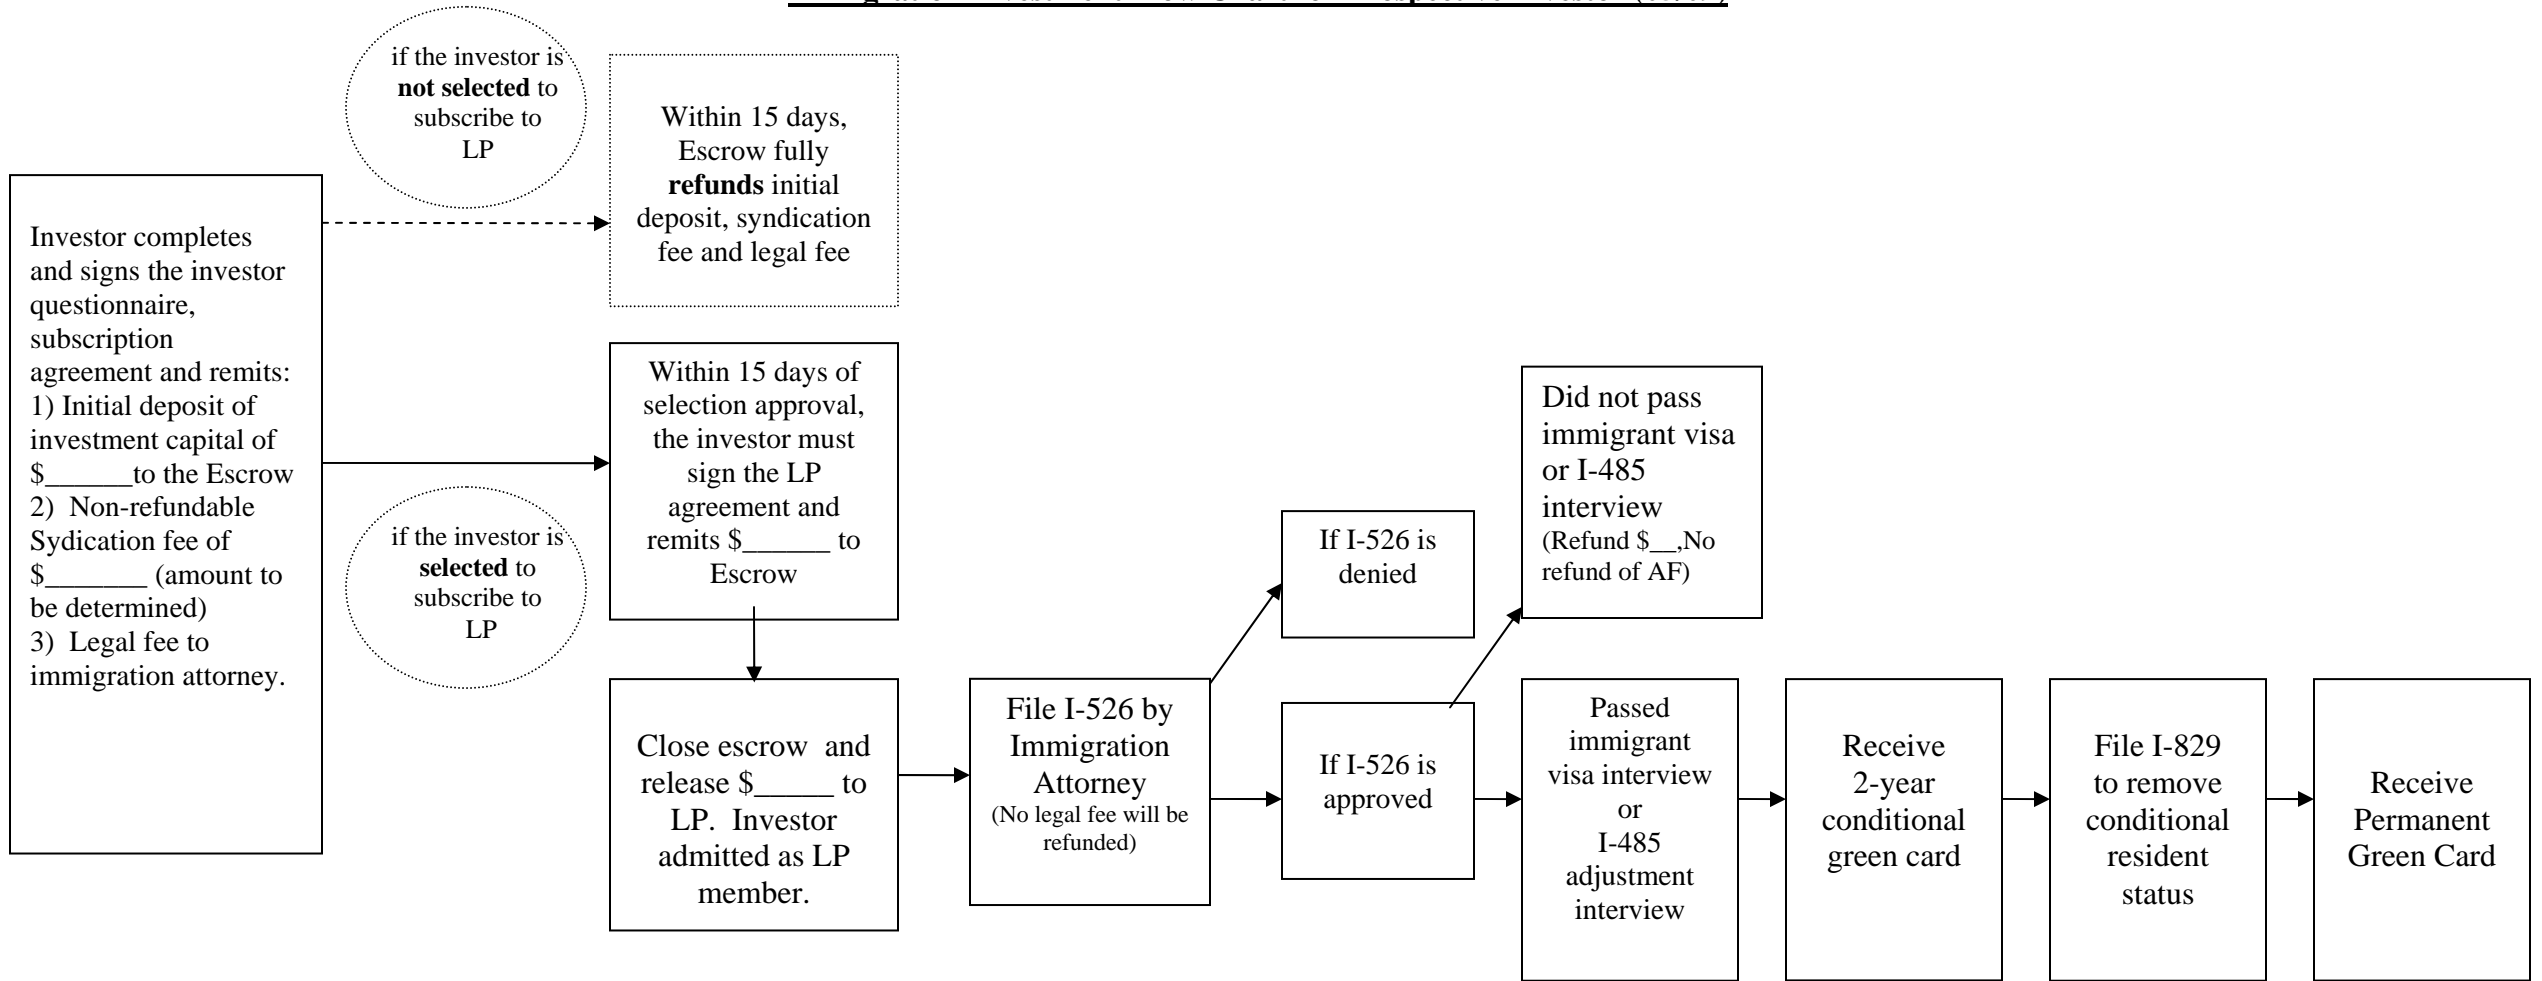 if the investor is
not selected to
subscribe to
LP
Within 15 days,
Escrow fully
refunds initial
deposit, syndication
fee and legal fee
Investor completes
and signs the investor
questionnaire,
subscription
agreement and remits:
1) Initial deposit of
investment capital of
$______to the Escrow
2)  Non-refundable
Sydication fee of
$_______ (amount to
be determined)
3)  Legal fee to
immigration attorney.
if the investor is
selected to
subscribe to
LP
Within 15 days of
selection approval,
the investor must
sign the LP
agreement and
remits $______ to
Escrow
Close escrow  and
release $_____ to
LP.  Investor
admitted as LP
member.
File I-526 by
Immigration
Attorney
(No legal fee will be
refunded)
If I-526 is
denied
If I-526 is
approved
Did not pass
immigrant visa
or I-485
interview
(Refund $__,No
refund of AF)
Passed
immigrant
visa interview
or
I-485
adjustment
interview
Receive
2-year
conditional
green card
File I-829
to remove
conditional
resident
status
Receive
Permanent
Green Card